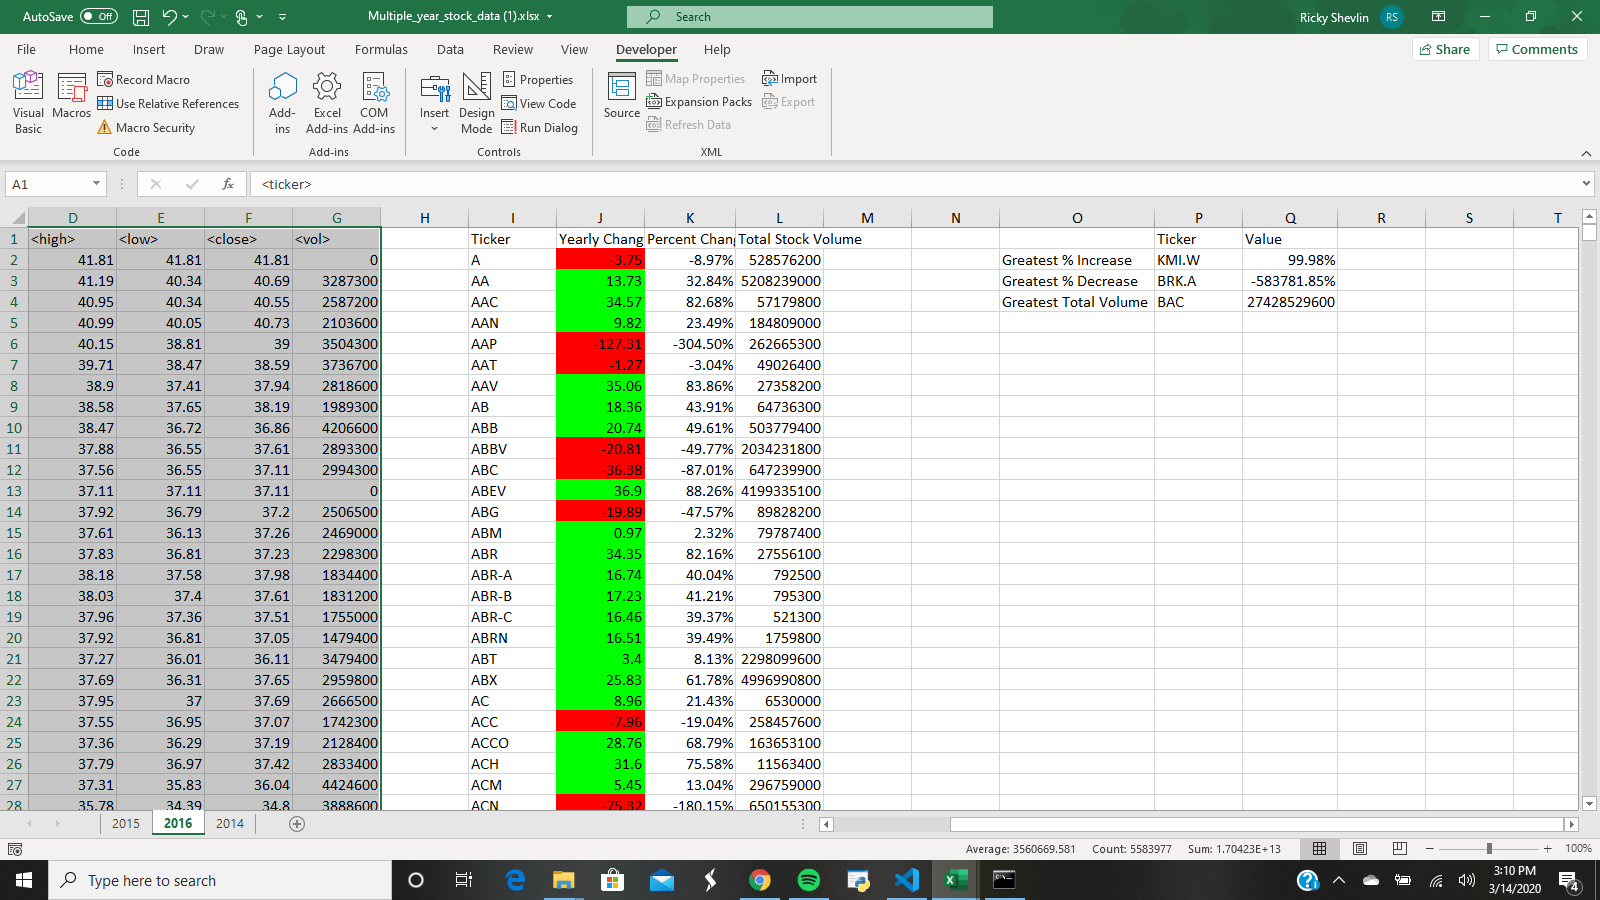 AutoSave Off Multiple_year_stock_data (1).xlsx Search Ricky Shevlin RS
File Home Insert Draw Page Layout Formulas Data Review View Developer Help Share Comments
Visual Basic Macros Record Macro Use Relative References Macro Security Code
Add-ins Excel Add-ins COM Add-ins Add-ins
Insert Design Mode Properties View Code Run Dialog Controls
Source Map Properties Expansion Packs Refresh Data Import Export XML
A1 fx <ticker>
D E F G H I J K L M N O P Q R S T
1 <high> <low> <close> <vol> Ticker Yearly Chang Percent Chan Total Stock Volume Ticker Value
2 41.81 41.81 41.81 0 A -3.75 -8.97% 528576200 Greatest % Increase KMI.W 99.98%
3 41.19 40.34 40.69 3287300 AA 13.73 32.84% 5208239000 Greatest % Decrease BRK.A -583781.85%
4 40.95 40.34 40.55 2587200 AAC 34.57 82.68% 57179800 Greatest Total Volume BAC 27428529600
5 40.99 40.05 40.73 2103600 AAN 9.82 23.49% 184809000
6 40.15 38.81 39 3504300 AAP -127.31 -304.50% 262665300
7 39.71 38.47 38.59 3736700 AAT -1.27 -3.04% 49026400
8 38.9 37.41 37.94 2818600 AAV 35.06 83.86% 27358200
9 38.58 37.65 38.19 1989300 AB 18.36 43.91% 64736300
10 38.47 36.72 36.86 4206600 ABB 20.74 49.61% 503779400
11 37.88 36.55 37.61 2893300 ABBV -20.81 -49.77% 2034231800
12 37.56 36.55 37.11 2994300 ABC -36.38 -87.01% 647239900
13 37.11 37.11 37.11 0 ABEV 36.9 88.26% 4199335100
14 37.92 36.79 37.2 2506500 ABG -19.89 -47.57% 89828200
15 37.61 36.13 37.26 2469000 ABM 0.97 2.32% 79787400
16 37.83 36.81 37.23 2298300 ABR 34.35 82.16% 27556100
17 38.18 37.58 37.98 1834400 ABR-A 16.74 40.04% 792500
18 38.03 37.4 37.61 1831200 ABR-B 17.23 41.21% 795300
19 37.96 37.36 37.51 1755000 ABR-C 16.46 39.37% 521300
20 37.92 36.81 37.05 1479400 ABRN 16.51 39.49% 1759800
21 37.27 36.01 36.11 3479400 ABT 3.4 8.13% 2298099600
22 37.69 36.31 37.65 2959800 ABX 25.83 61.78% 4996990800
23 37.95 37 37.69 2666500 AC 8.96 21.43% 6530000
24 37.55 36.95 37.07 1742300 ACC -7.96 -19.04% 258457600
25 37.36 36.29 37.19 2128400 ACCO 28.76 68.79% 163653100
26 37.79 36.97 37.42 2833400 ACH 31.6 75.58% 11563400
27 37.31 35.83 36.04 4424600 ACM 5.45 13.04% 296759000
28 35.78 34.39 34.8 3888600 ACN -75.32 -180.15% 650155300
2015 2016 2014
Average: 3560669.581 Count: 5583977 Sum: 1.70423E+13 100%
Type here to search 3:10 PM
3/14/2020 4